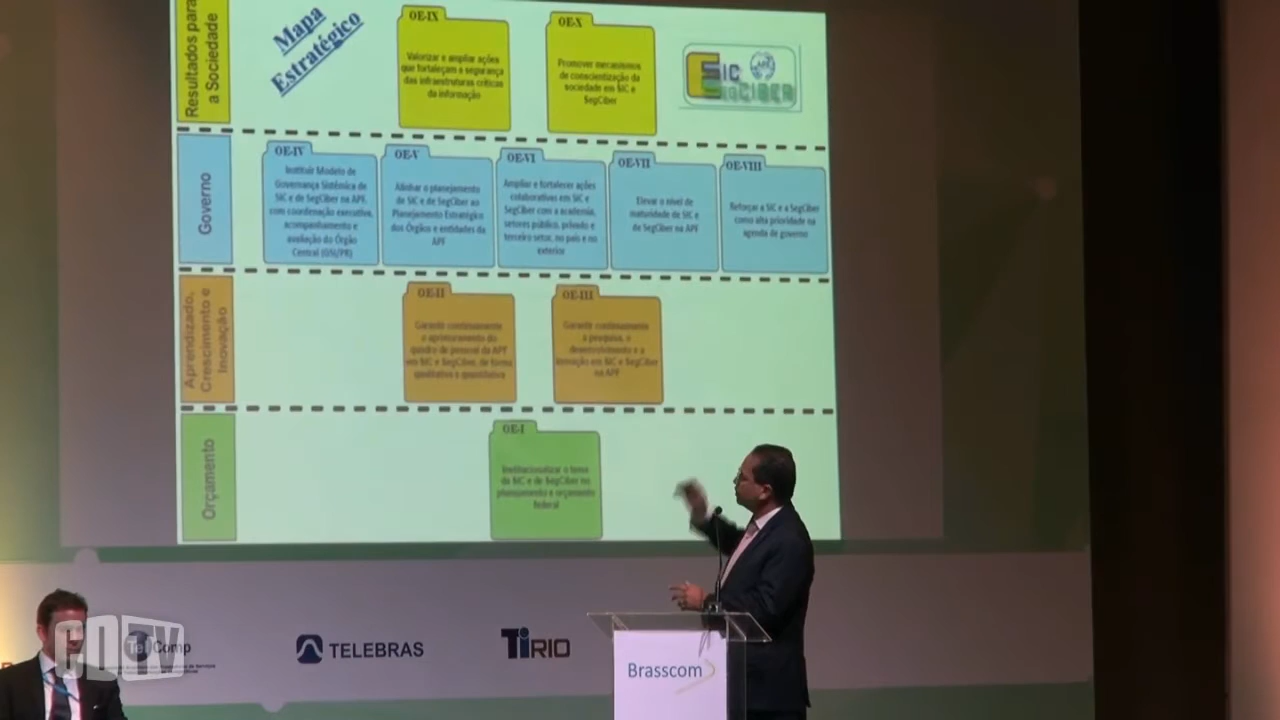 Resultados para
a Sociedade
Mapa
Estratégico
OE-IX
Valorizar e ampliar ações
que fortaleçam a segurança
das infraestruturas críticas
da informação
OE-X
Promover mecanismos
de conscientização da
sociedade em SIC e
SegCiber
SIC
SEGCIBER
Governo
OE-IV
Instituir Modelo de
Governança Sistêmica de
SIC e de SegCiber na APF,
com coordenação executiva,
acompanhamento e
avaliação do Órgão
Central (GSI/PR)
OE-V
Alinhar o planejamento
de SIC e de SegCiber ao
Planejamento Estratégico
dos Órgãos e entidades da
APF
OE-VI
Ampliar e fortalecer ações
colaborativas em SIC e
SegCiber com a academia,
setores público, privado e
terceiro setor, no país e no
exterior
OE-VII
Elevar o nível de
maturidade de SIC e
de SegCiber na APF
OE-VIII
Reforçar a SIC e a SegCiber
como alta prioridade na
agenda de governo
Aprendizado,
Crescimento e
Inovação
OE-II
Garantir continuamente
o aprimoramento do
quadro de pessoal da APF
em SIC e SegCiber, de forma
qualitativa e quantitativa
OE-III
Garantir continuamente
a pesquisa, o
desenvolvimento e a
inovação em SIC e SegCiber
na APF
Orçamento
OE-I
Institucionalizar o tema
da SIC e de SegCiber no
planejamento e orçamento
federal
TelComp
TELEBRAS
TI RIO
Brasscom